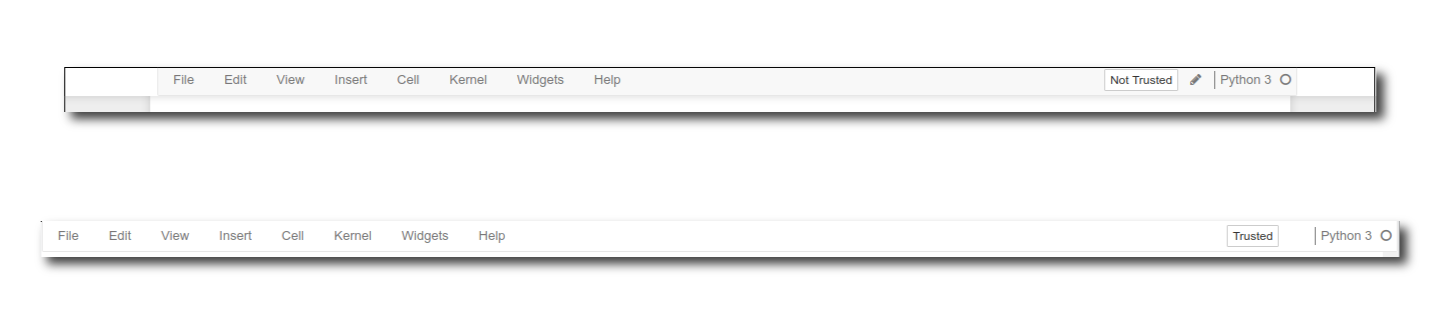 File Edit View Insert Cell Kernel Widgets Help Not Trusted Python 3
File Edit View Insert Cell Kernel Widgets Help Trusted Python 3